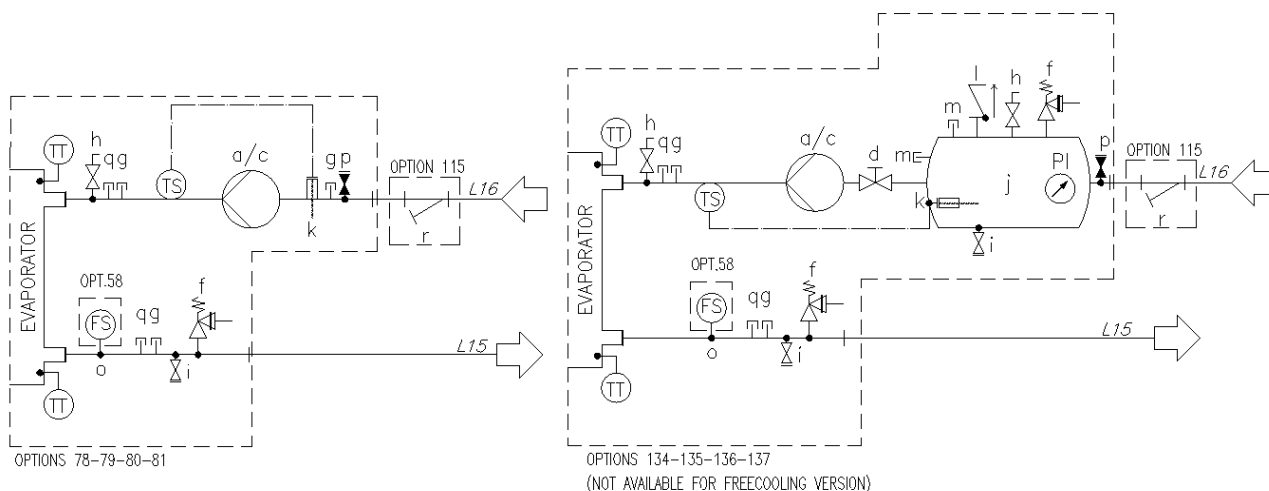 TT
h
qg
a/c
TS
gp
k
OPTION 115
L16
r
EVAPORATOR
OPT.58
FS
qg
f
o
i
L15
TT
OPTIONS 78-79-80-81
TT
h
qg
a/c
TS
d
m
l
h
f
m
j
PI
k
i
p
OPTION 115
L16
r
EVAPORATOR
OPT.58
FS
qg
f
o
i
L15
TT
OPTIONS 134-135-136-137
(NOT AVAILABLE FOR FREECOOLING VERSION)